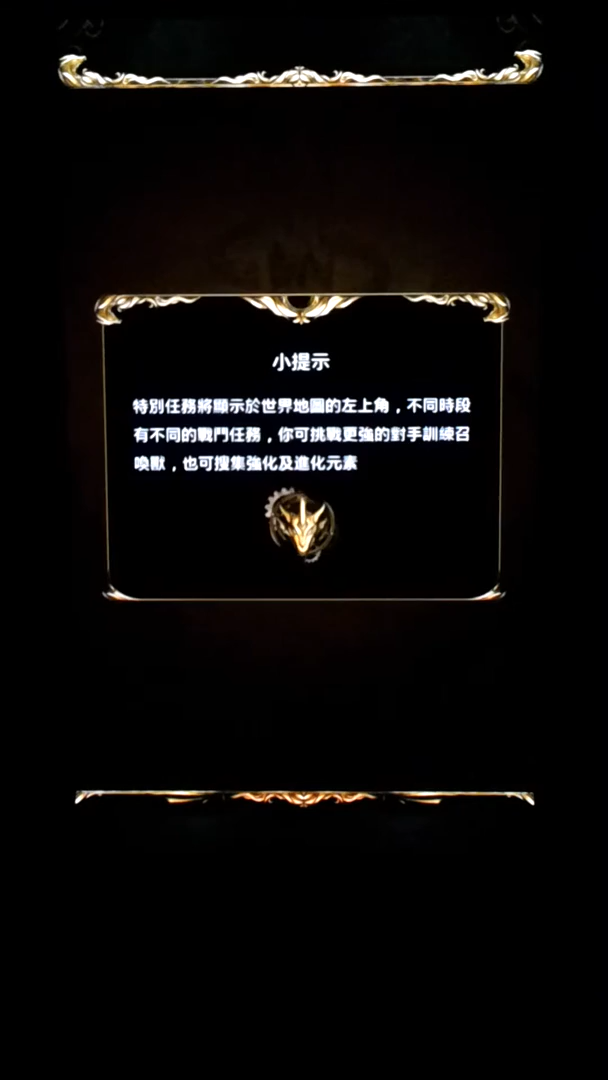 小提示
特別任務將顯示於世界地圖的左上角，不同時段
有不同的戰鬥任務，你可挑戰更強的對手訓練召
喚獸，也可搜集強化及進化元素